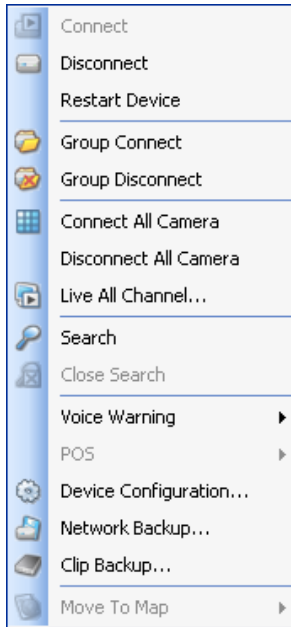 Connect
Disconnect
Restart Device
Group Connect
Group Disconnect
Connect All Camera
Disconnect All Camera
Live All Channel...
Search
Close Search
Voice Warning
POS
Device Configuration...
Network Backup...
Clip Backup...
Move To Map